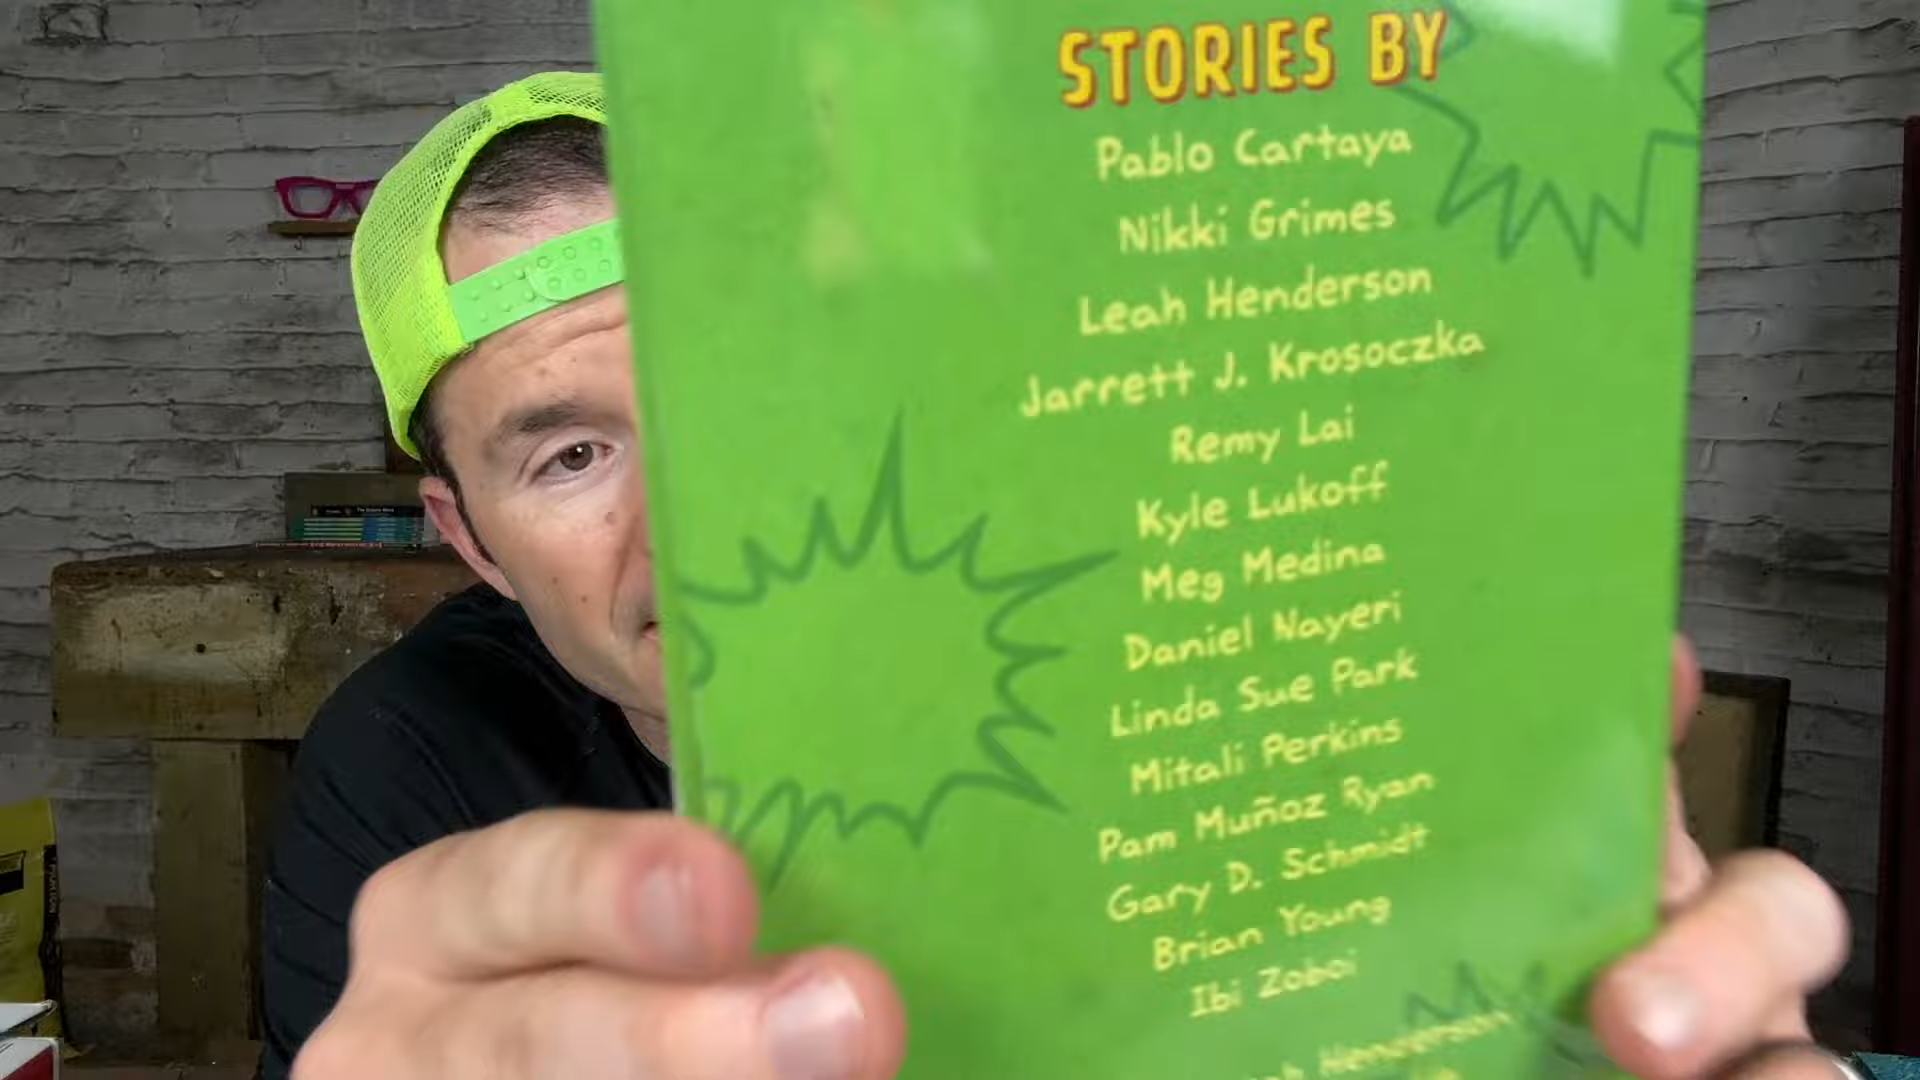 STORIES BY
Pablo Cartaya
Nikki Grimes
Leah Henderson
Jarrett J. Krosoczka
Remy Lai
Kyle Lukoff
Meg Medina
Daniel Nayeri
Linda Sue Park
Mitali Perkins
Pam Muñoz Ryan
Gary D. Schmidt
Brian Young
Ibi Zoboi
Henderson